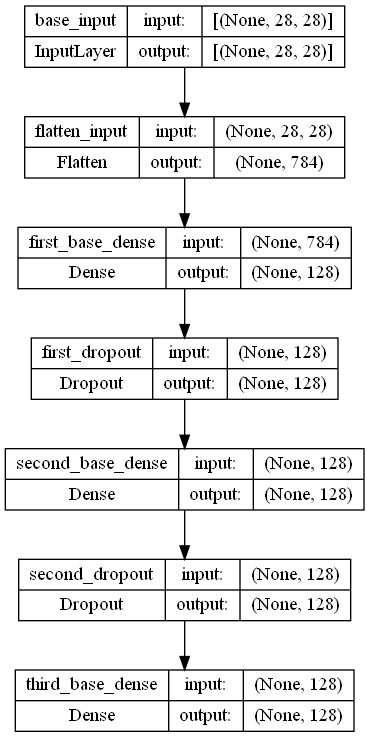 base_input input: [(None, 28, 28)]
InputLayer output: [(None, 28, 28)]
flatten_input input: (None, 28, 28)
Flatten output: (None, 784)
first_base_dense input: (None, 784)
Dense output: (None, 128)
first_dropout input: (None, 128)
Dropout output: (None, 128)
second_base_dense input: (None, 128)
Dense output: (None, 128)
second_dropout input: (None, 128)
Dropout output: (None, 128)
third_base_dense input: (None, 128)
Dense output: (None, 128)